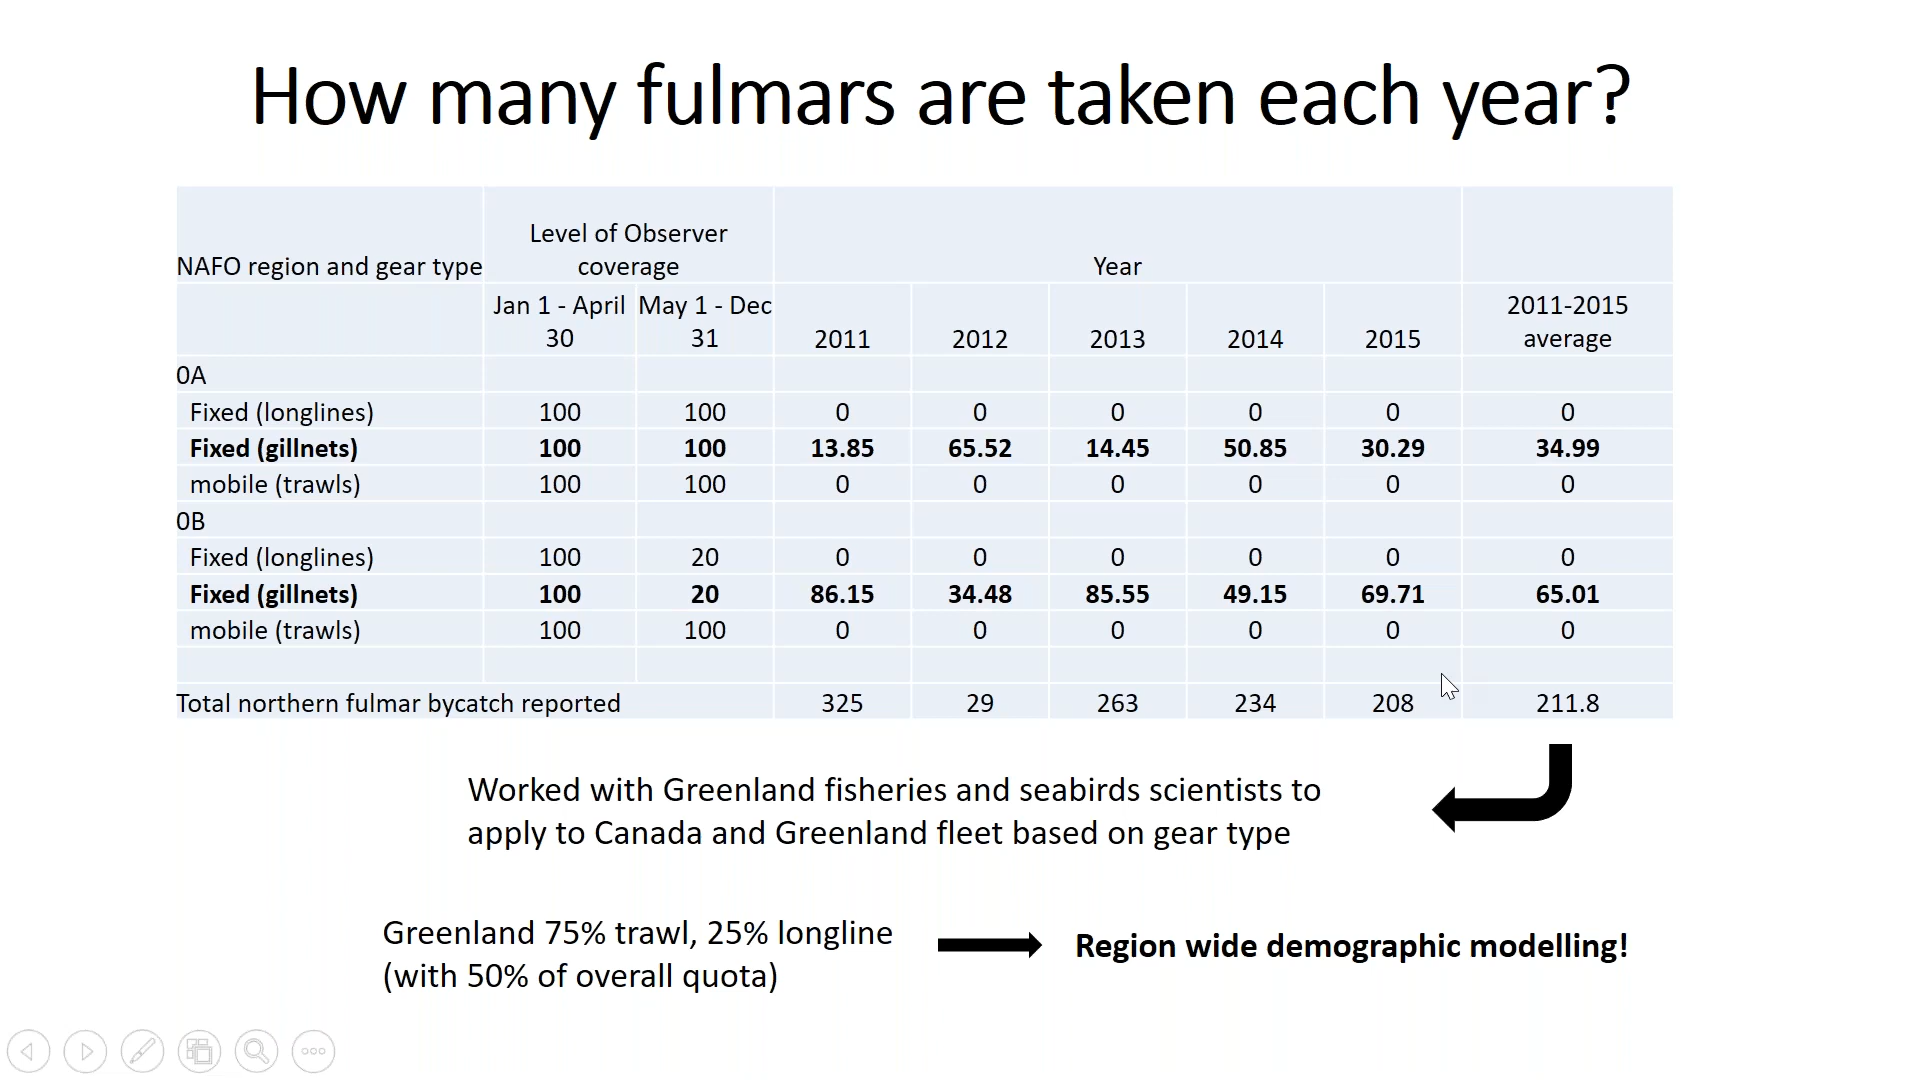 How many fulmars are taken each year?
Level of Observer
NAFO region and gear type coverage Year
Jan 1 - April May 1 - Dec 2011-2015
30 31 2011 2012 2013 2014 2015 average
0A
Fixed (longlines) 100 100 0 0 0 0 0 0
Fixed (gillnets) 100 100 13.85 65.52 14.45 50.85 30.29 34.99
mobile (trawls) 100 100 0 0 0 0 0 0
0B
Fixed (longlines) 100 20 0 0 0 0 0 0
Fixed (gillnets) 100 20 86.15 34.48 85.55 49.15 69.71 65.01
mobile (trawls) 100 100 0 0 0 0 0 0
Total northern fulmar bycatch reported 325 29 263 234 208 211.8
Worked with Greenland fisheries and seabirds scientists to
apply to Canada and Greenland fleet based on gear type
Greenland 75% trawl, 25% longline
(with 50% of overall quota)
Region wide demographic modelling!